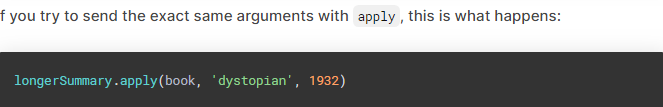 f you try to send the exact same arguments with apply, this is what happens:
longerSummary.apply(book, 'dystopian', 1932)